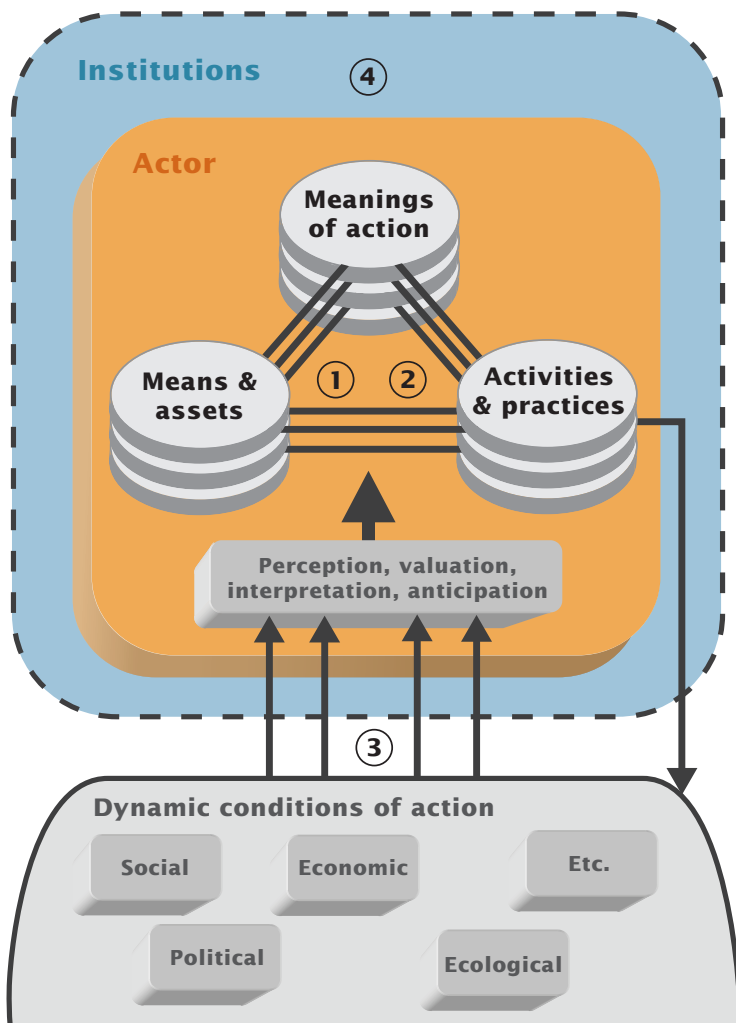 Institutions
④
Actor
Meanings
of action
①
②
Means &
assets
Activities
& practices
Perception, valuation,
interpretation, anticipation
③
Dynamic conditions of action
Social
Economic
Etc.
Political
Ecological